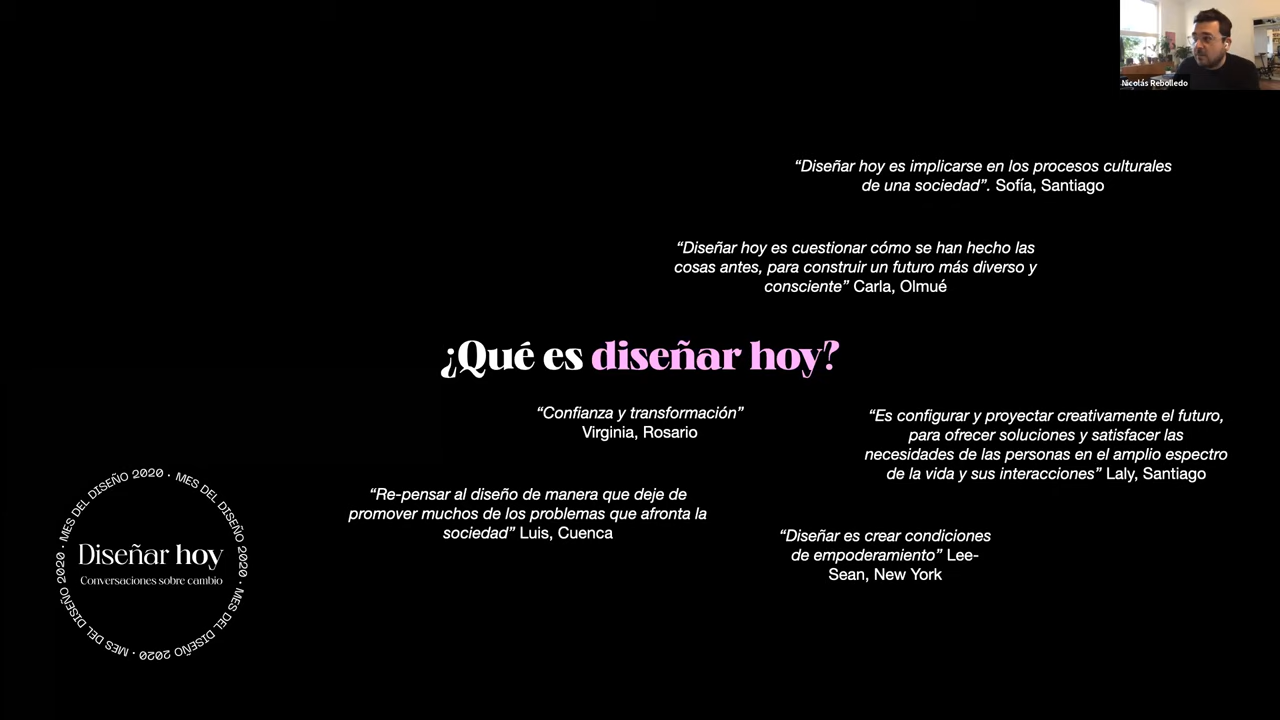 Nicolás Rebolledo
“Diseñar hoy es implicarse en los procesos culturales
de una sociedad”. Sofía, Santiago
“Diseñar hoy es cuestionar cómo se han hecho las
cosas antes, para construir un futuro más diverso y
consciente” Carla, Olmué
¿Qué es diseñar hoy?
“Confianza y transformación”
Virginia, Rosario
“Es configurar y proyectar creativamente el futuro,
para ofrecer soluciones y satisfacer las
necesidades de las personas en el amplio espectro
de la vida y sus interacciones” Laly, Santiago
“Re-pensar al diseño de manera que deje de
promover muchos de los problemas que afronta la
sociedad” Luis, Cuenca
“Diseñar es crear condiciones
de empoderamiento” Lee-
Sean, New York
MES DEL DISEÑO 2020 · MES DEL DISEÑO 2020 · MES DEL DISEÑO 2020 · MES DEL DISEÑO 2020 ·
Diseñar hoy
Conversaciones sobre cambio